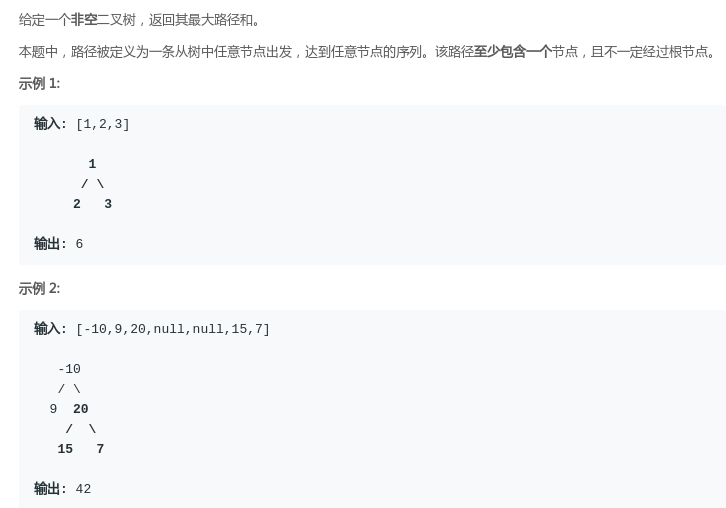 给定一个非空二叉树，返回其最大路径和。
本题中，路径被定义为一条从树中任意节点出发，达到任意节点的序列。该路径至少包含一个节点，且不一定经过根节点。
示例 1:
输入: [1,2,3]
1
/ \
2 3
输出: 6
示例 2:
输入: [-10,9,20,null,null,15,7]
-10
/ \
9 20
/ \
15 7
输出: 42